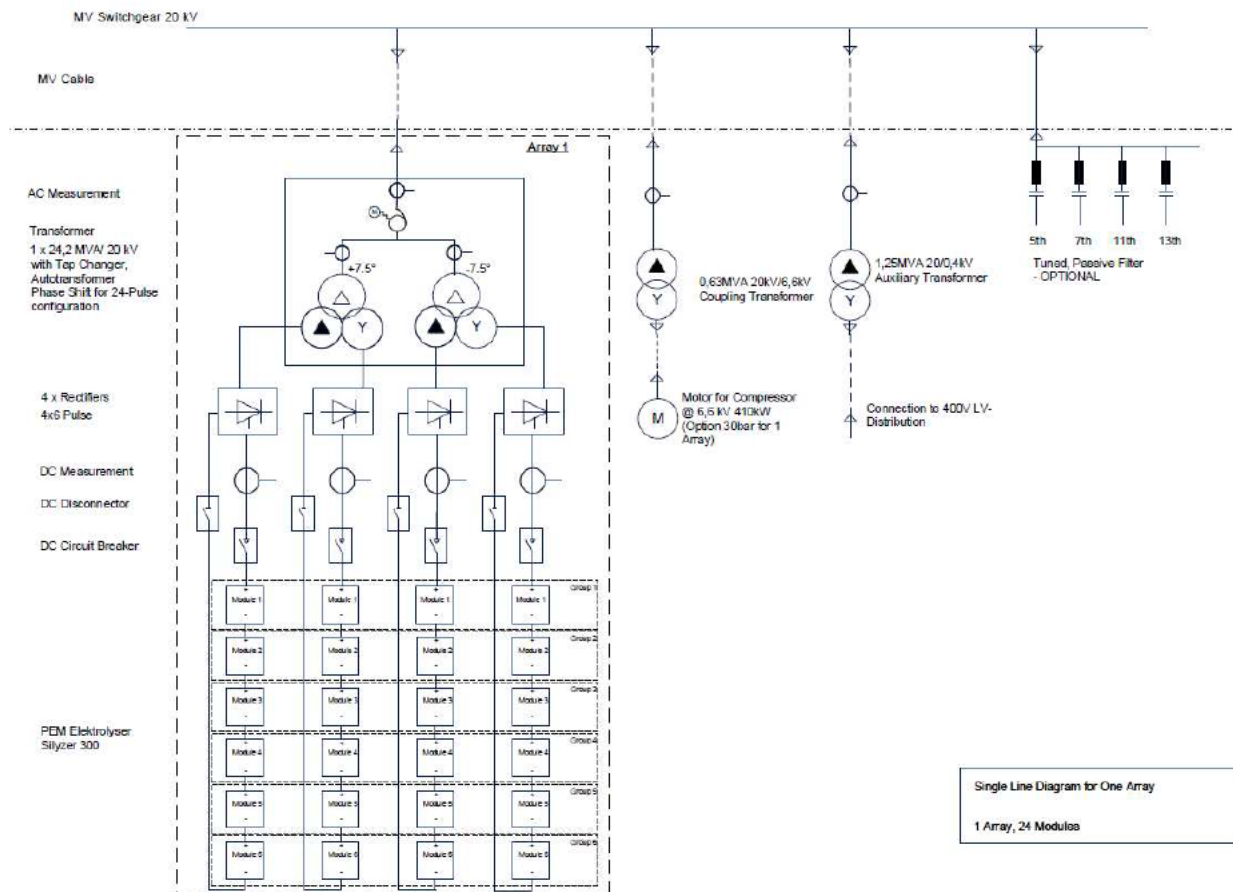 MV Switchgear 20 kV
MV Cable
Array 1
AC Measurement
Transformer
1 x 24,2 MVA/ 20 kV
with Tap Changer,
Autotransformer
Phase Shift for 24-Pulse
configuration
+7.5°
-7.5°
Y
Y
0,63MVA 20kV/6,6kV
Coupling Transformer
Y
1,25MVA 20/0,4kV
Auxiliary Transformer
Y
5th
7th
11th
13th
Tuned, Passive Filter
- OPTIONAL
4 x Rectifiers
4x6 Pulse
M
Motor for Compressor
@ 6,6 kV 410kW
(Option 30bar for 1
Array)
Connection to 400V LV-
Distribution
DC Measurement
DC Disconnector
DC Circuit Breaker
Group 1
Module 1
Module 1
Module 1
Module 1
Group 2
Module 2
Module 2
Module 2
Module 2
Group 3
Module 3
Module 3
Module 3
Module 3
PEM Elektrolyser
Silyzer 300
Group 4
Module 4
Module 4
Module 4
Module 4
Group 5
Module 5
Module 5
Module 5
Module 5
Group 6
Module 6
Module 6
Module 6
Module 6
Single Line Diagram for One Array
1 Array, 24 Modules